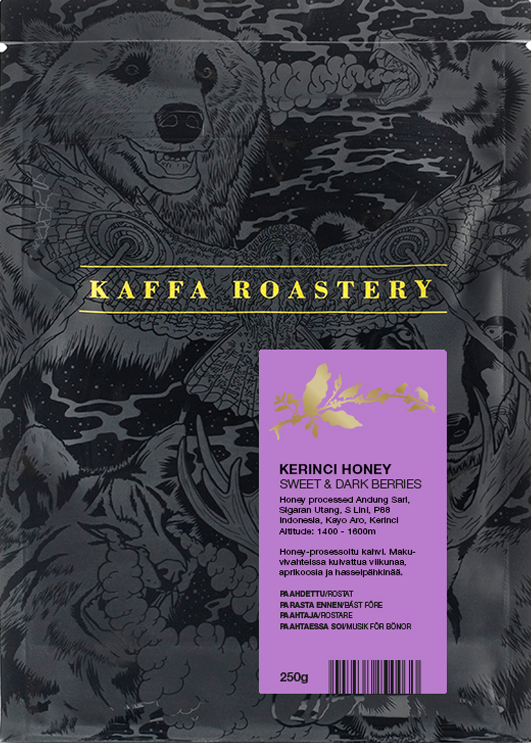 KAFFA ROASTERY
KERINCI HONEY
SWEET & DARK BERRIES
Honey processed Andung Sari,
Sigaran Utang, S Lini, P88
Indonesia, Kayo Aro, Kerinci
Altitude: 1400 - 1600m
Honey-prosessoitu kahvi. Maku-
vivahteissa kuivattua viikunaa,
aprikoosia ja hasselpähkinää.
PAAHDETTU/ROSTAT
PARASTA ENNEN/BÄST FÖRE
PAAHTAJA/ROSTARE
PAAHTAESSA SOI/MUSIK FÖR BÖNOR
250g